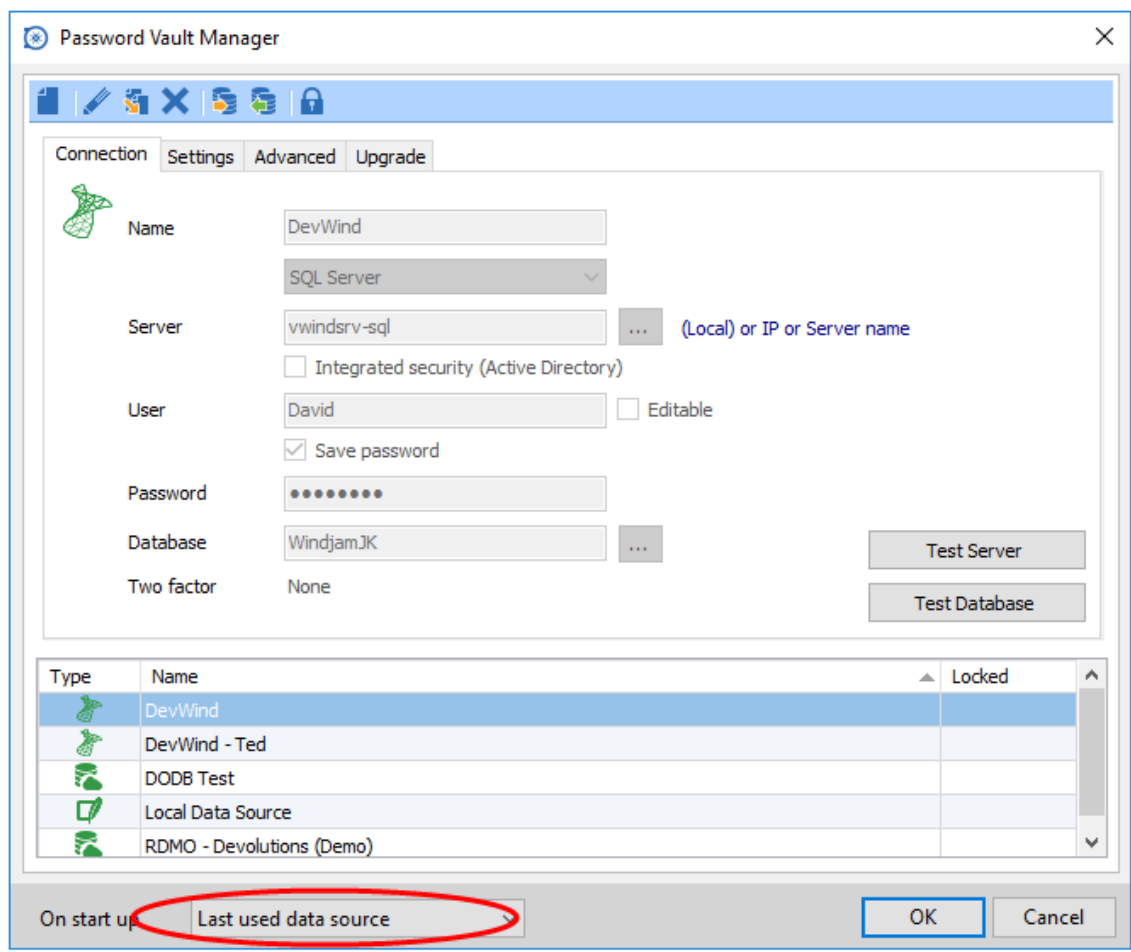 Password Vault Manager
Connection Settings Advanced Upgrade
Name DevWind
SQL Server
Server vwindsrv-sql ... (Local) or IP or Server name
Integrated security (Active Directory)
User David Editable
Save password
Password ••••••••
Database WindjamJK ... Test Server
Two factor None
Test Database
Type Name Locked
DevWind
DevWind - Ted
DODB Test
Local Data Source
RDMO - Devolutions (Demo)
On start up Last used data source OK Cancel